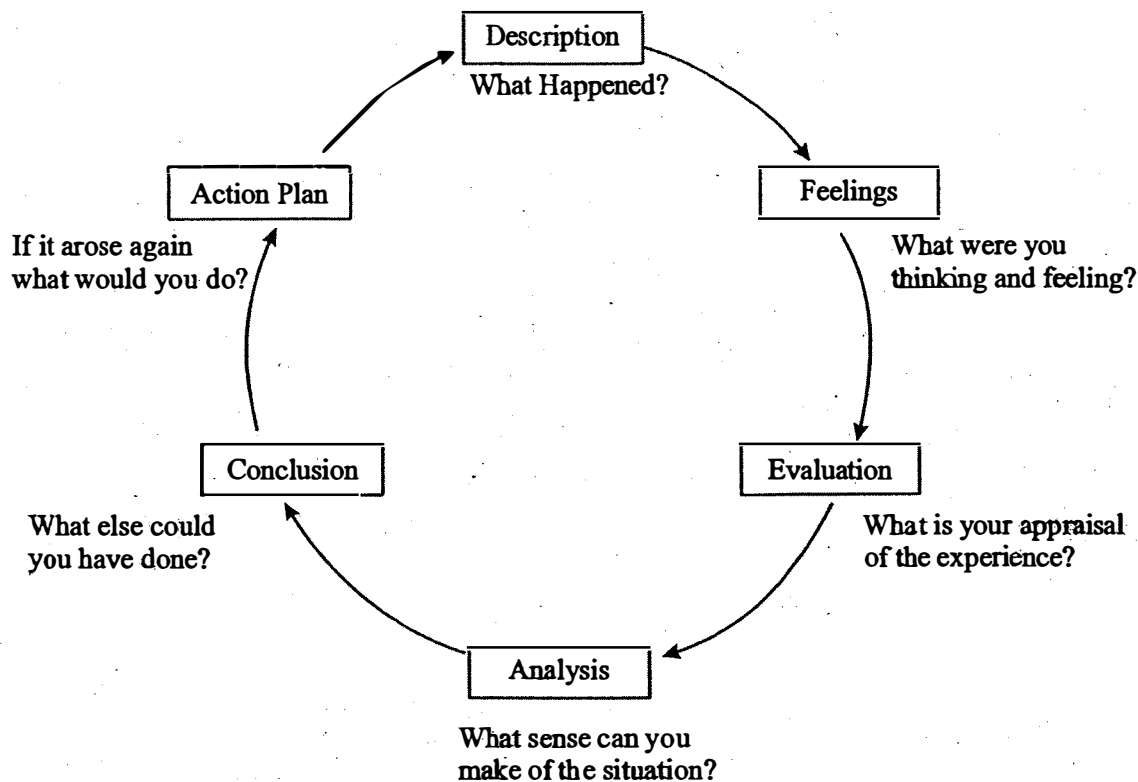 Description
What Happened?
Feelings
What were you
thinking and feeling?
Evaluation
What is your appraisal
of the experience?
Analysis
What sense can you
make of the situation?
Conclusion
What else could
you have done?
Action Plan
If it arose again
what would you do?